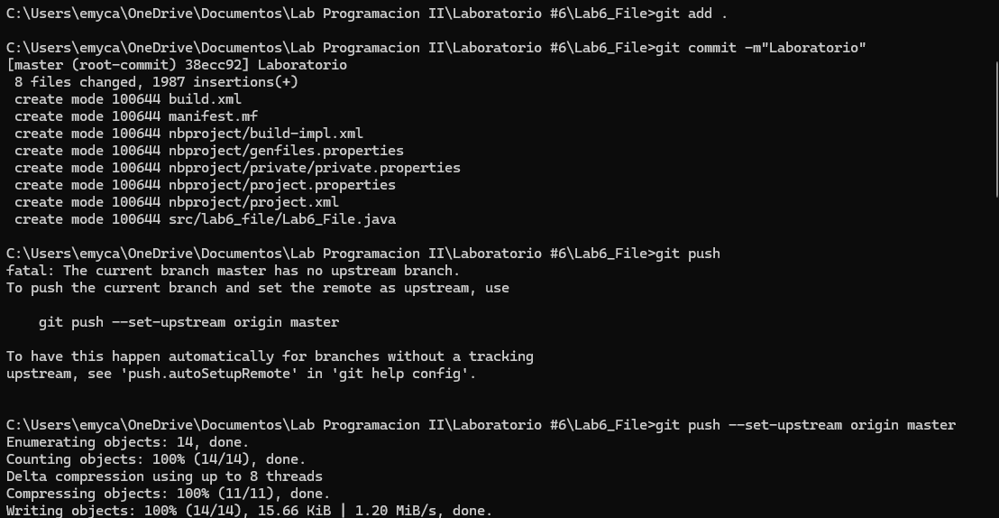 C:\Users\emyca\OneDrive\Documentos\Lab Programacion II\Laboratorio #6\Lab6_File>git add .
C:\Users\emyca\OneDrive\Documentos\Lab Programacion II\Laboratorio #6\Lab6_File>git commit -m"Laboratorio"
[master (root-commit) 38ecc92] Laboratorio
 8 files changed, 1987 insertions(+)
 create mode 100644 build.xml
 create mode 100644 manifest.mf
 create mode 100644 nbproject/build-impl.xml
 create mode 100644 nbproject/genfiles.properties
 create mode 100644 nbproject/private/private.properties
 create mode 100644 nbproject/project.properties
 create mode 100644 nbproject/project.xml
 create mode 100644 src/lab6_file/Lab6_File.java
C:\Users\emyca\OneDrive\Documentos\Lab Programacion II\Laboratorio #6\Lab6_File>git push
fatal: The current branch master has no upstream branch.
To push the current branch and set the remote as upstream, use
    git push --set-upstream origin master
To have this happen automatically for branches without a tracking
upstream, see 'push.autoSetupRemote' in 'git help config'.
C:\Users\emyca\OneDrive\Documentos\Lab Programacion II\Laboratorio #6\Lab6_File>git push --set-upstream origin master
Enumerating objects: 14, done.
Counting objects: 100% (14/14), done.
Delta compression using up to 8 threads
Compressing objects: 100% (11/11), done.
Writing objects: 100% (14/14), 15.66 KiB | 1.20 MiB/s, done.